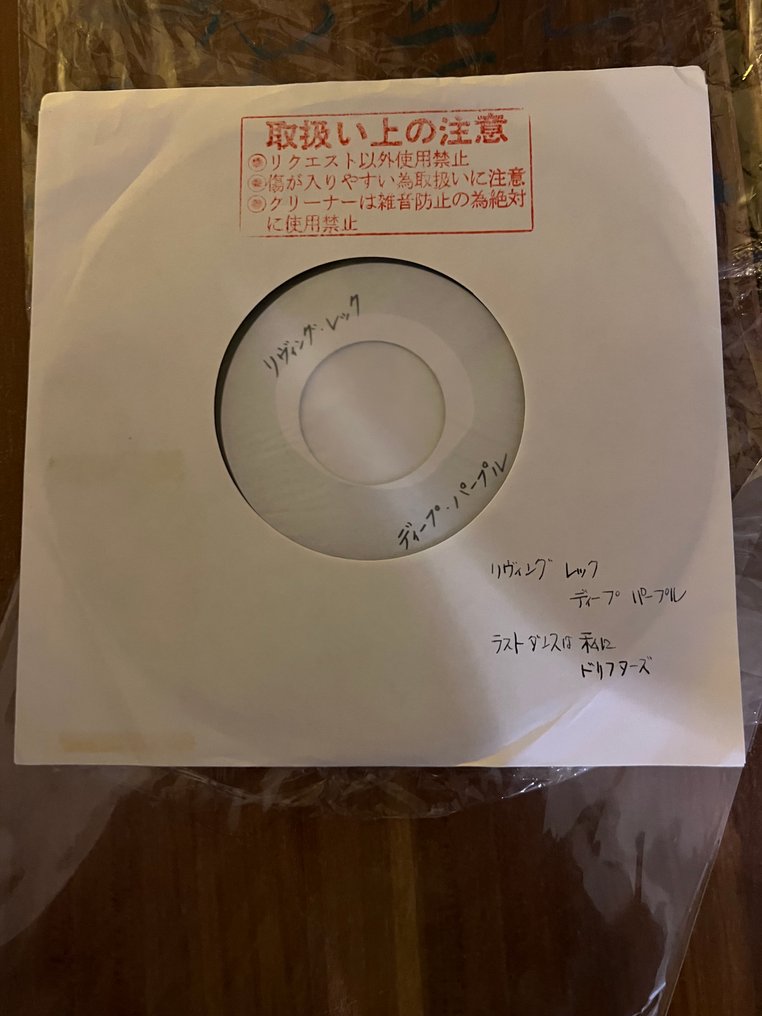 取扱い上の注意
◉リクエスト以外使用禁止
◉傷が入りやすい為取扱いに注意
◉クリーナーは雑音防止の為絶対
に使用禁止
リヴィング・レック
ディープ・パープル
リヴィング レック
ディープ パープル
ラスト ダンスは 私に
ドリフターズ